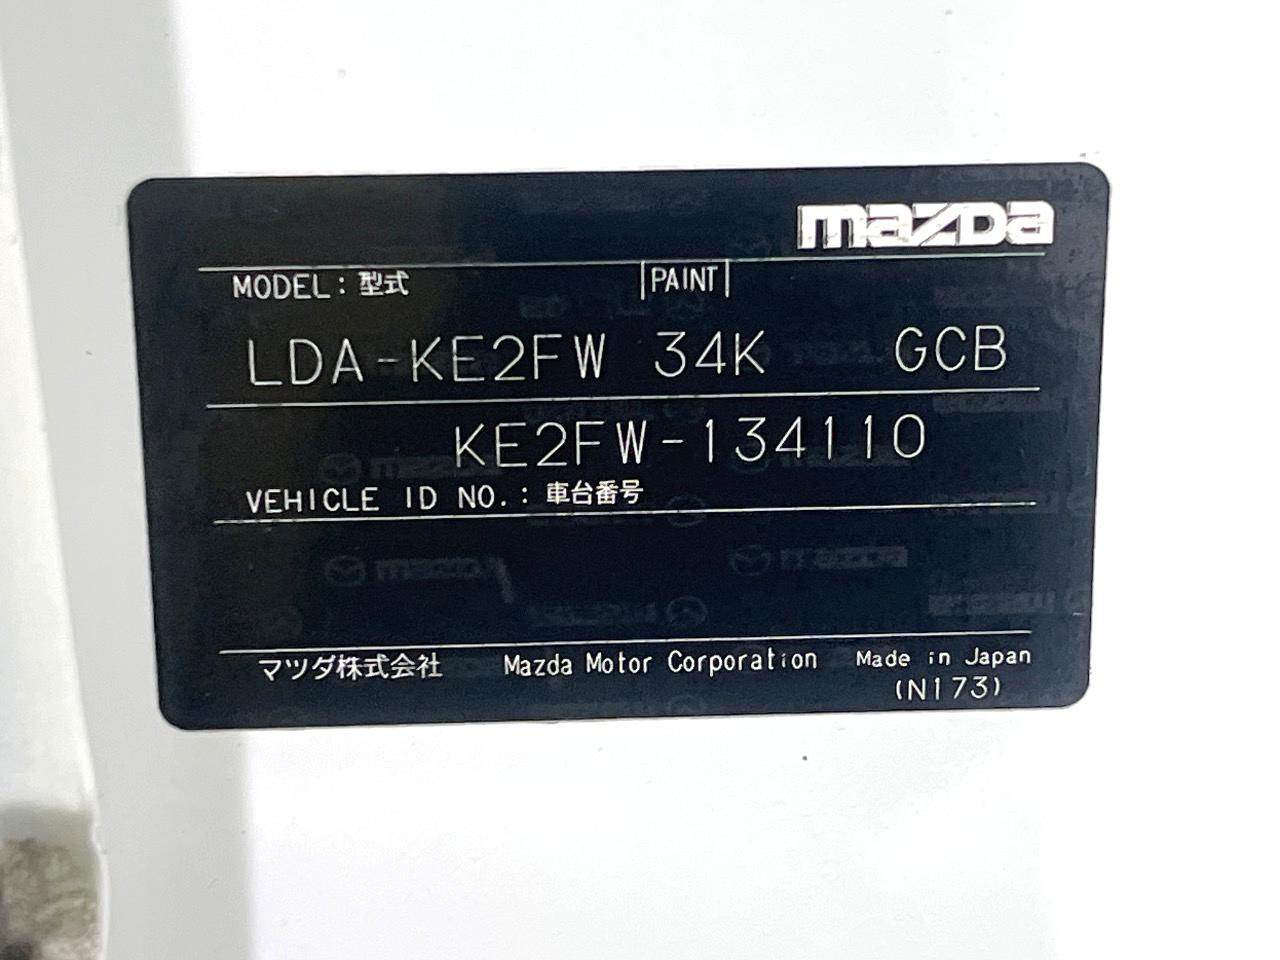 mazda
MODEL: 型式 PAINT
LDA-KE2FW 34K GCB
KE2FW-134110
VEHICLE ID NO.: 車台番号
マツダ株式会社 Mazda Motor Corporation Made in Japan
(N173)